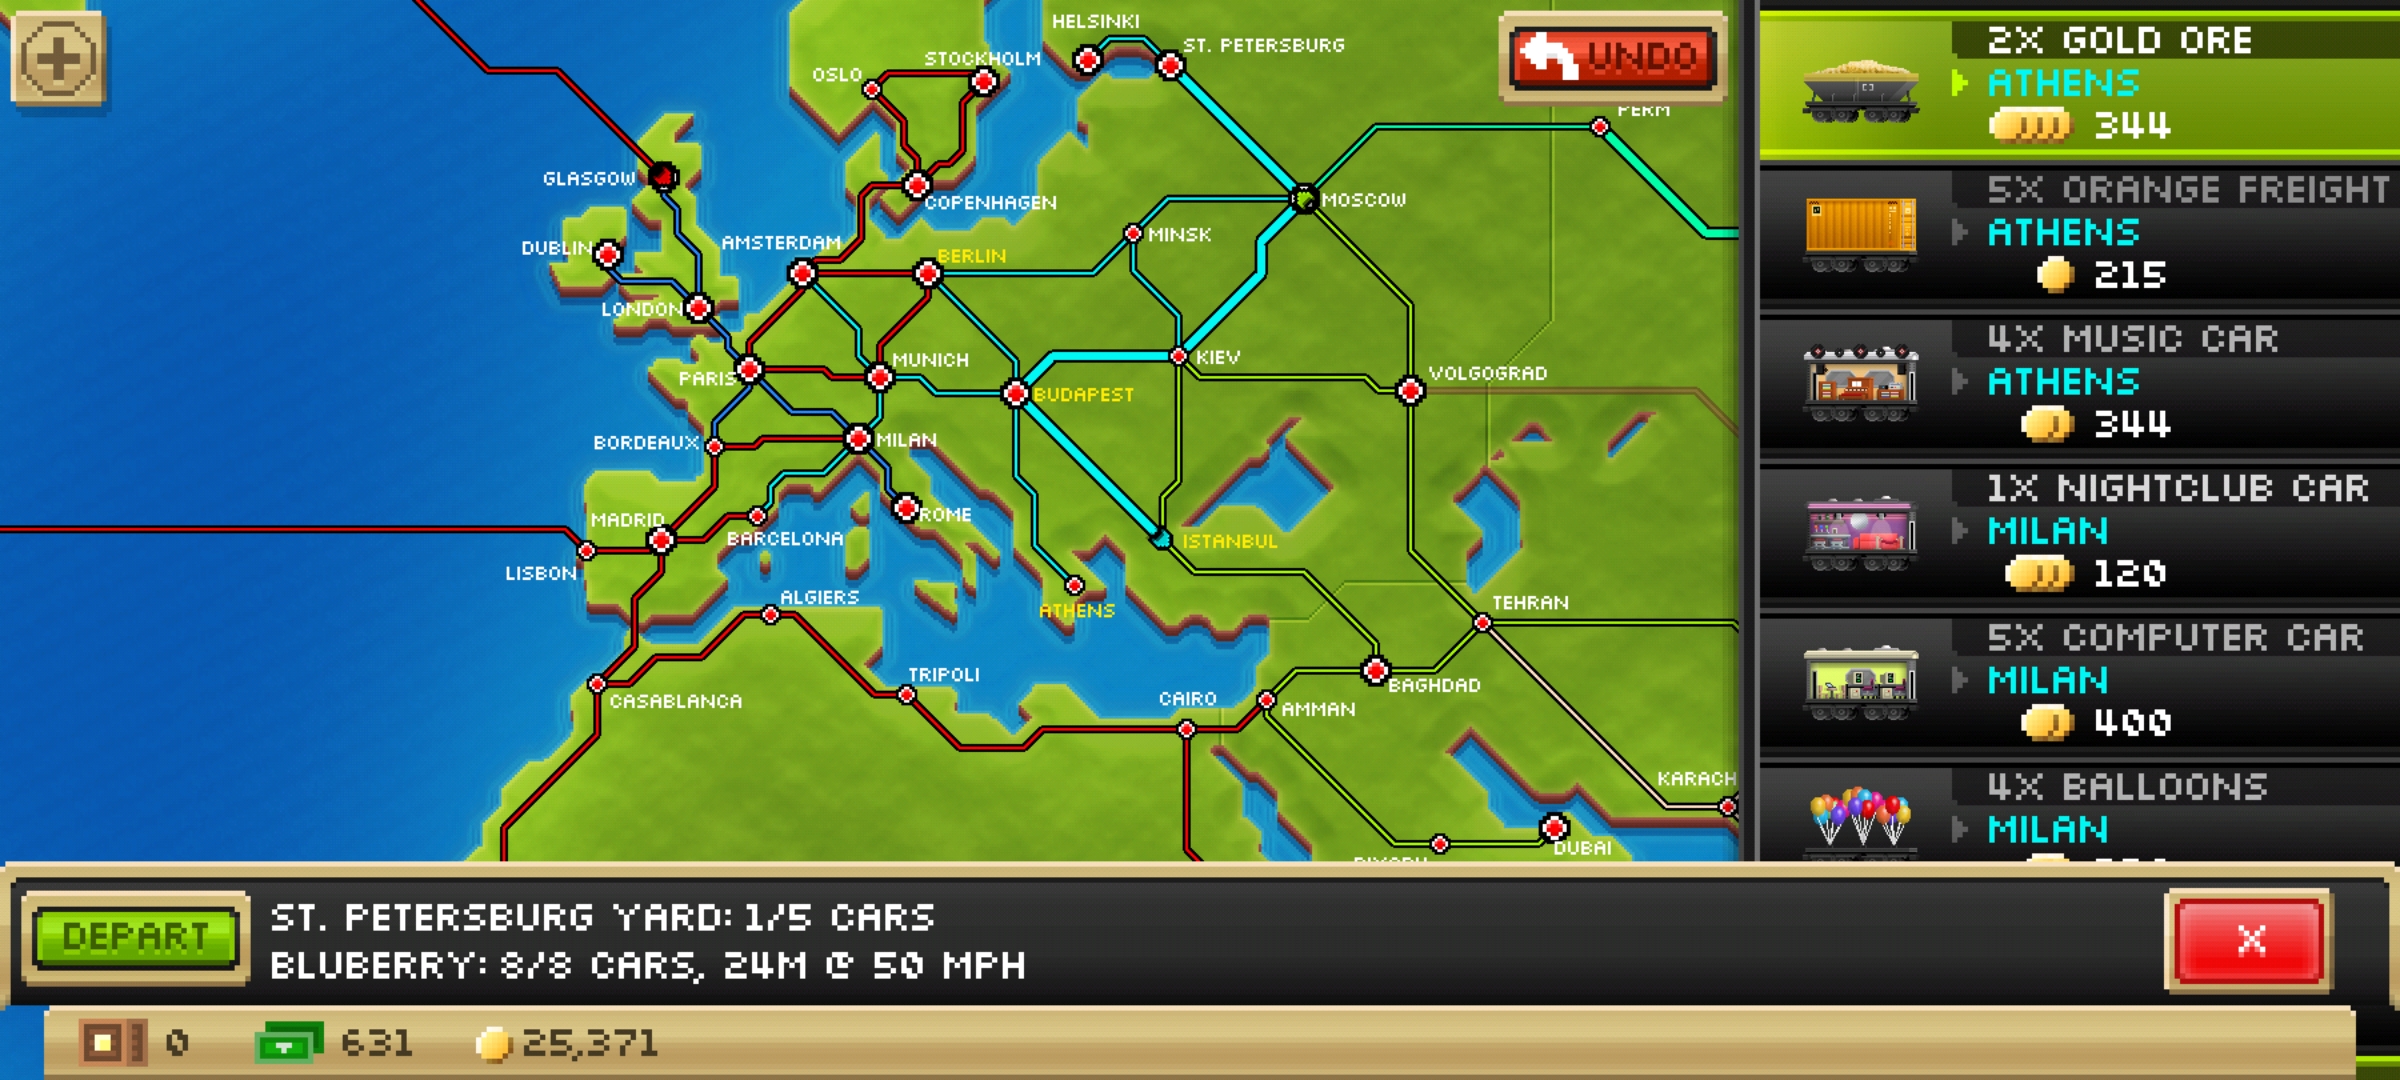 HELSINKI
ST. PETERSBURG
STOCKHOLM
OSLO
UNDO
PERM
GLASGOW
COPENHAGEN
MOSCOW
DUBLIN
AMSTERDAM
BERLIN
MINSK
LONDON
PARIS
MUNICH
KIEV
BUDAPEST
VOLGOGRAD
BORDEAUX
MILAN
MADRID
BARCELONA
ROME
ISTANBUL
LISBON
ALGIERS
ATHENS
TEHRAN
CASABLANCA
TRIPOLI
CAIRO
AMMAN
BAGHDAD
KARACH
DUBAI
2X GOLD ORE
ATHENS
344
5X ORANGE FREIGHT
ATHENS
215
4X MUSIC CAR
ATHENS
344
1X NIGHTCLUB CAR
MILAN
120
5X COMPUTER CAR
MILAN
400
4X BALLOONS
MILAN
DEPART
ST. PETERSBURG YARD: 1/5 CARS
BLUBERRY: 8/8 CARS, 24M @ 50 MPH
X
0
631
25,371